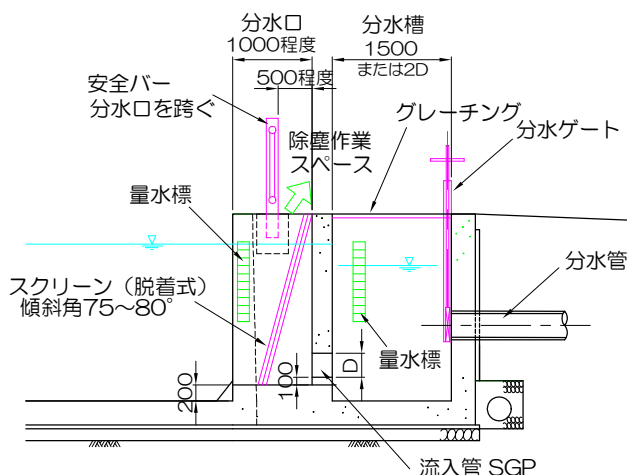 分水口
1000程度
分水槽
1500
または2D
500程度
安全バー
分水口を跨ぐ
グレーチング
分水ゲート
除塵作業
スペース
量水標
スクリーン（脱着式）
傾斜角75～80°
分水管
量水標
D
100
200
流入管 SGP